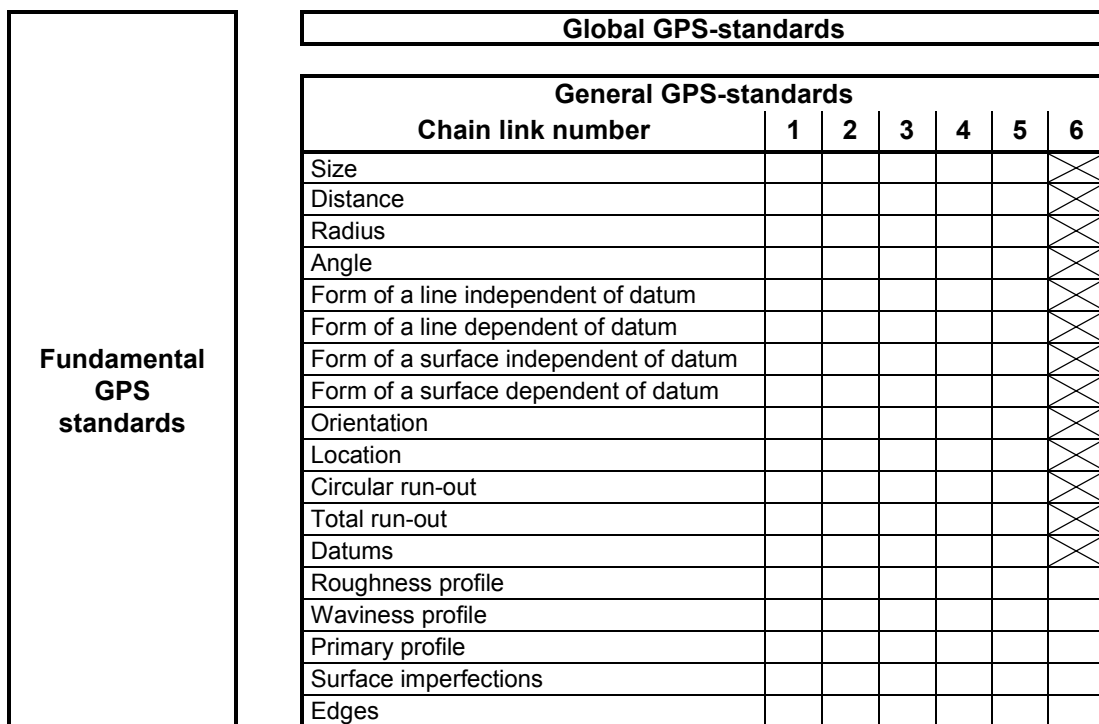 Fundamental
GPS
standards
Global GPS-standards
General GPS-standards
Chain link number 1 2 3 4 5 6
Size
Distance
Radius
Angle
Form of a line independent of datum
Form of a line dependent of datum
Form of a surface independent of datum
Form of a surface dependent of datum
Orientation
Location
Circular run-out
Total run-out
Datums
Roughness profile
Waviness profile
Primary profile
Surface imperfections
Edges